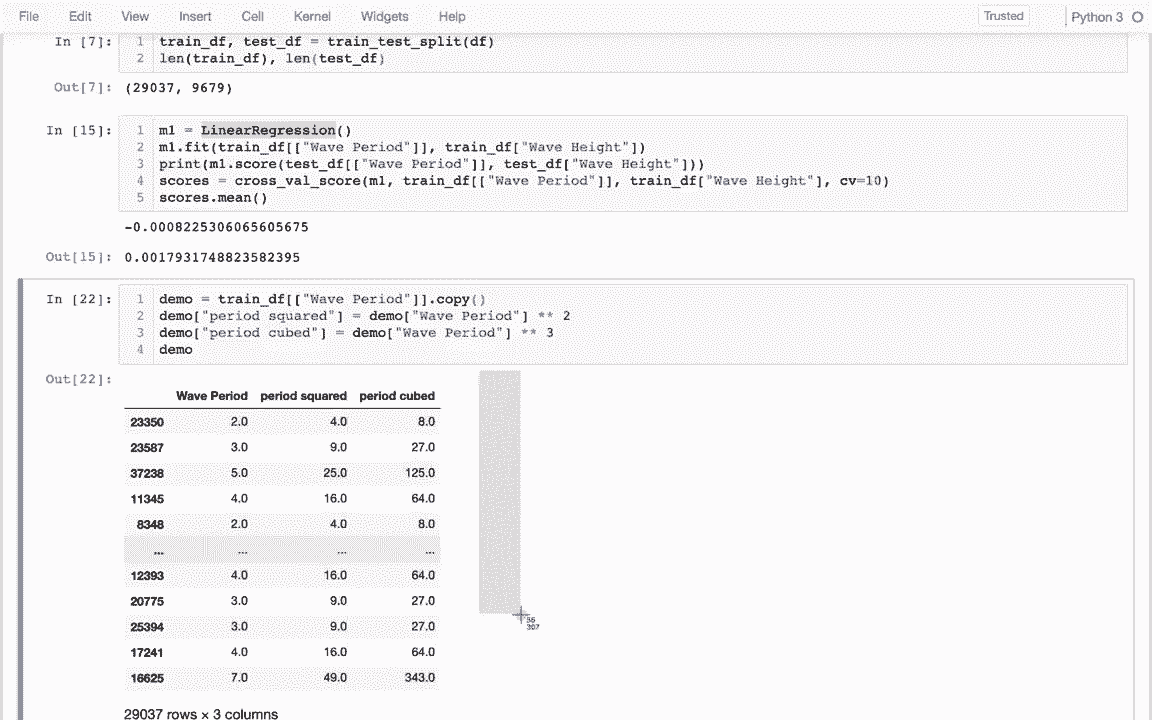 File Edit View Insert Cell Kernel Widgets Help Trusted Python 3
In [7]: 1 train_df, test_df = train_test_split(df)
2 len(train_df), len(test_df)
Out[7]: (29037, 9679)
In [15]: 1 m1 = LinearRegression()
2 m1.fit(train_df[["Wave Period"]], train_df["Wave Height"])
3 print(m1.score(test_df[["Wave Period"]], test_df["Wave Height"]))
4 scores = cross_val_score(m1, train_df[["Wave Period"]], train_df["Wave Height"], cv=10)
5 scores.mean()
-0.0008225306065605675
Out[15]: 0.0017931748823582395
In [22]: 1 demo = train_df[["Wave Period"]].copy()
2 demo["period squared"] = demo["Wave Period"] ** 2
3 demo["period cubed"] = demo["Wave Period"] ** 3
4 demo
Out[22]:
Wave Period period squared period cubed
23350 2.0 4.0 8.0
23587 3.0 9.0 27.0
37238 5.0 25.0 125.0
11345 4.0 16.0 64.0
8348 2.0 4.0 8.0
... ... ... ...
12393 4.0 16.0 64.0
20775 3.0 9.0 27.0
25394 3.0 9.0 27.0
17241 4.0 16.0 64.0
16625 7.0 49.0 343.0
29037 rows × 3 columns